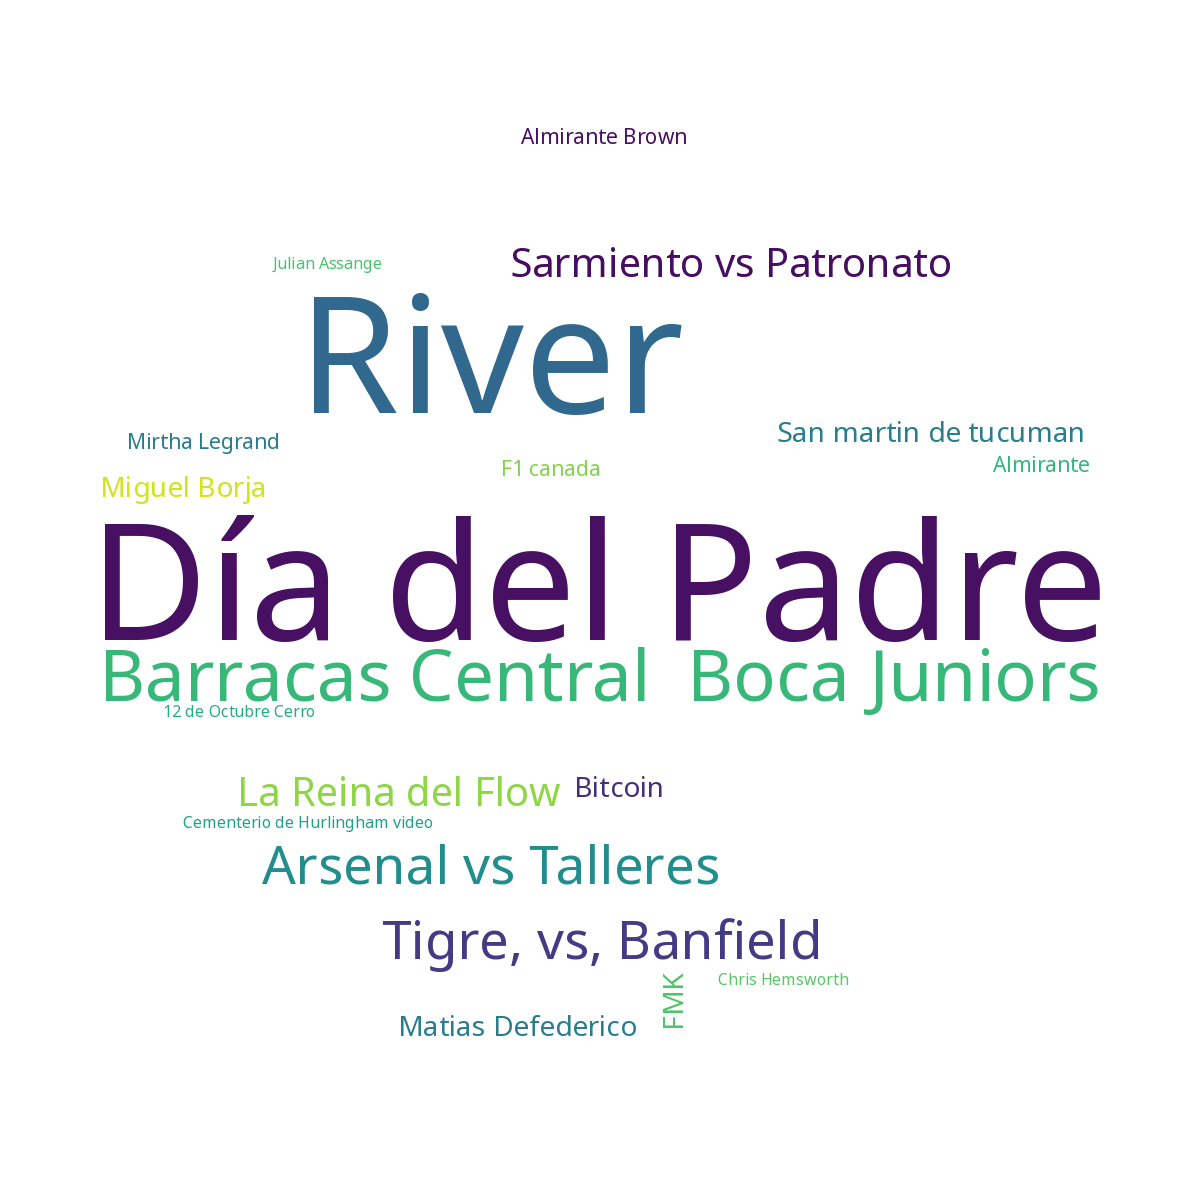 Almirante Brown
Sarmiento vs Patronato
Julian Assange
River
San martin de tucuman
Mirtha Legrand
Almirante
F1 canada
Miguel Borja
Día del Padre
Barracas Central
Boca Juniors
12 de Octubre Cerro
La Reina del Flow
Bitcoin
Cementerio de Hurlingham video
Arsenal vs Talleres
Tigre, vs, Banfield
Chris Hemsworth
FMK
Matias Defederico